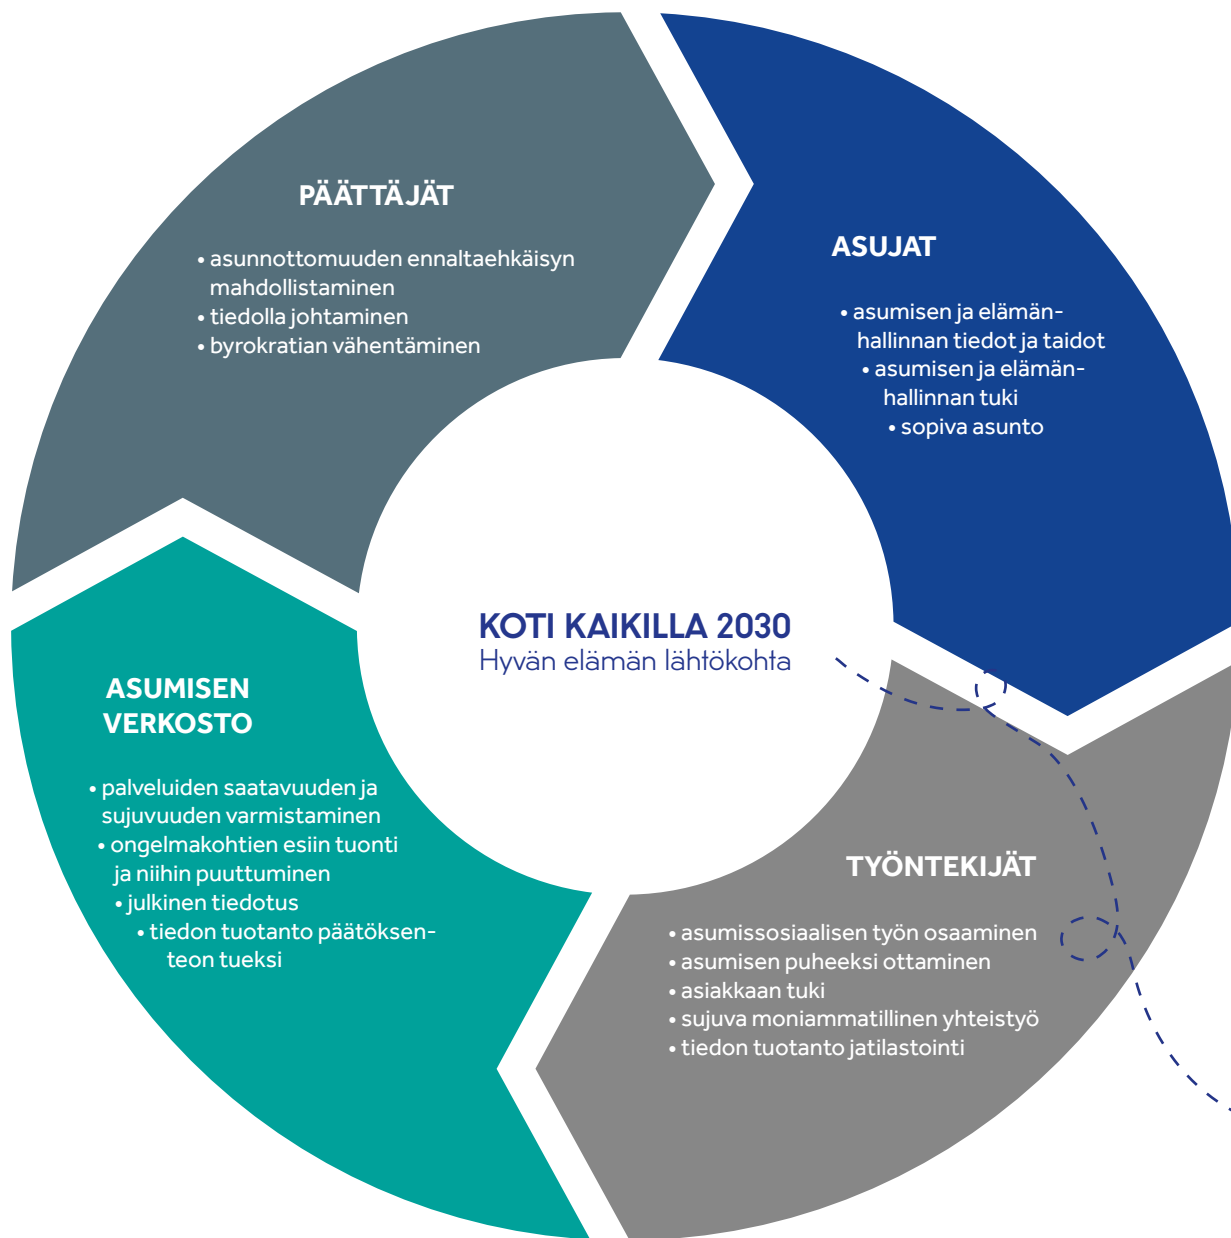 PÄÄTTÄJÄT
• asunnottomuuden ennaltaehkäisyn
mahdollistaminen
• tiedolla johtaminen
• byrokratian vähentäminen
ASUJAT
• asumisen ja elämän-
hallinnan tiedot ja taidot
• asumisen ja elämän-
hallinnan tuki
• sopiva asunto
KOTI KAIKILLA 2030
Hyvän elämän lähtökohta
ASUMISEN
VERKOSTO
• palveluiden saatavuuden ja
sujuvuuden varmistaminen
• ongelmakohtien esiin tuonti
ja niihin puuttuminen
• julkinen tiedotus
• tiedon tuotanto päätöksen-
teon tueksi
TYÖNTEKIJÄT
• asumissosiaalisen työn osaaminen
• asumisen puheeksi ottaminen
• asiakkaan tuki
• sujuva moniammatillinen yhteistyö
• tiedon tuotanto jatilastointi